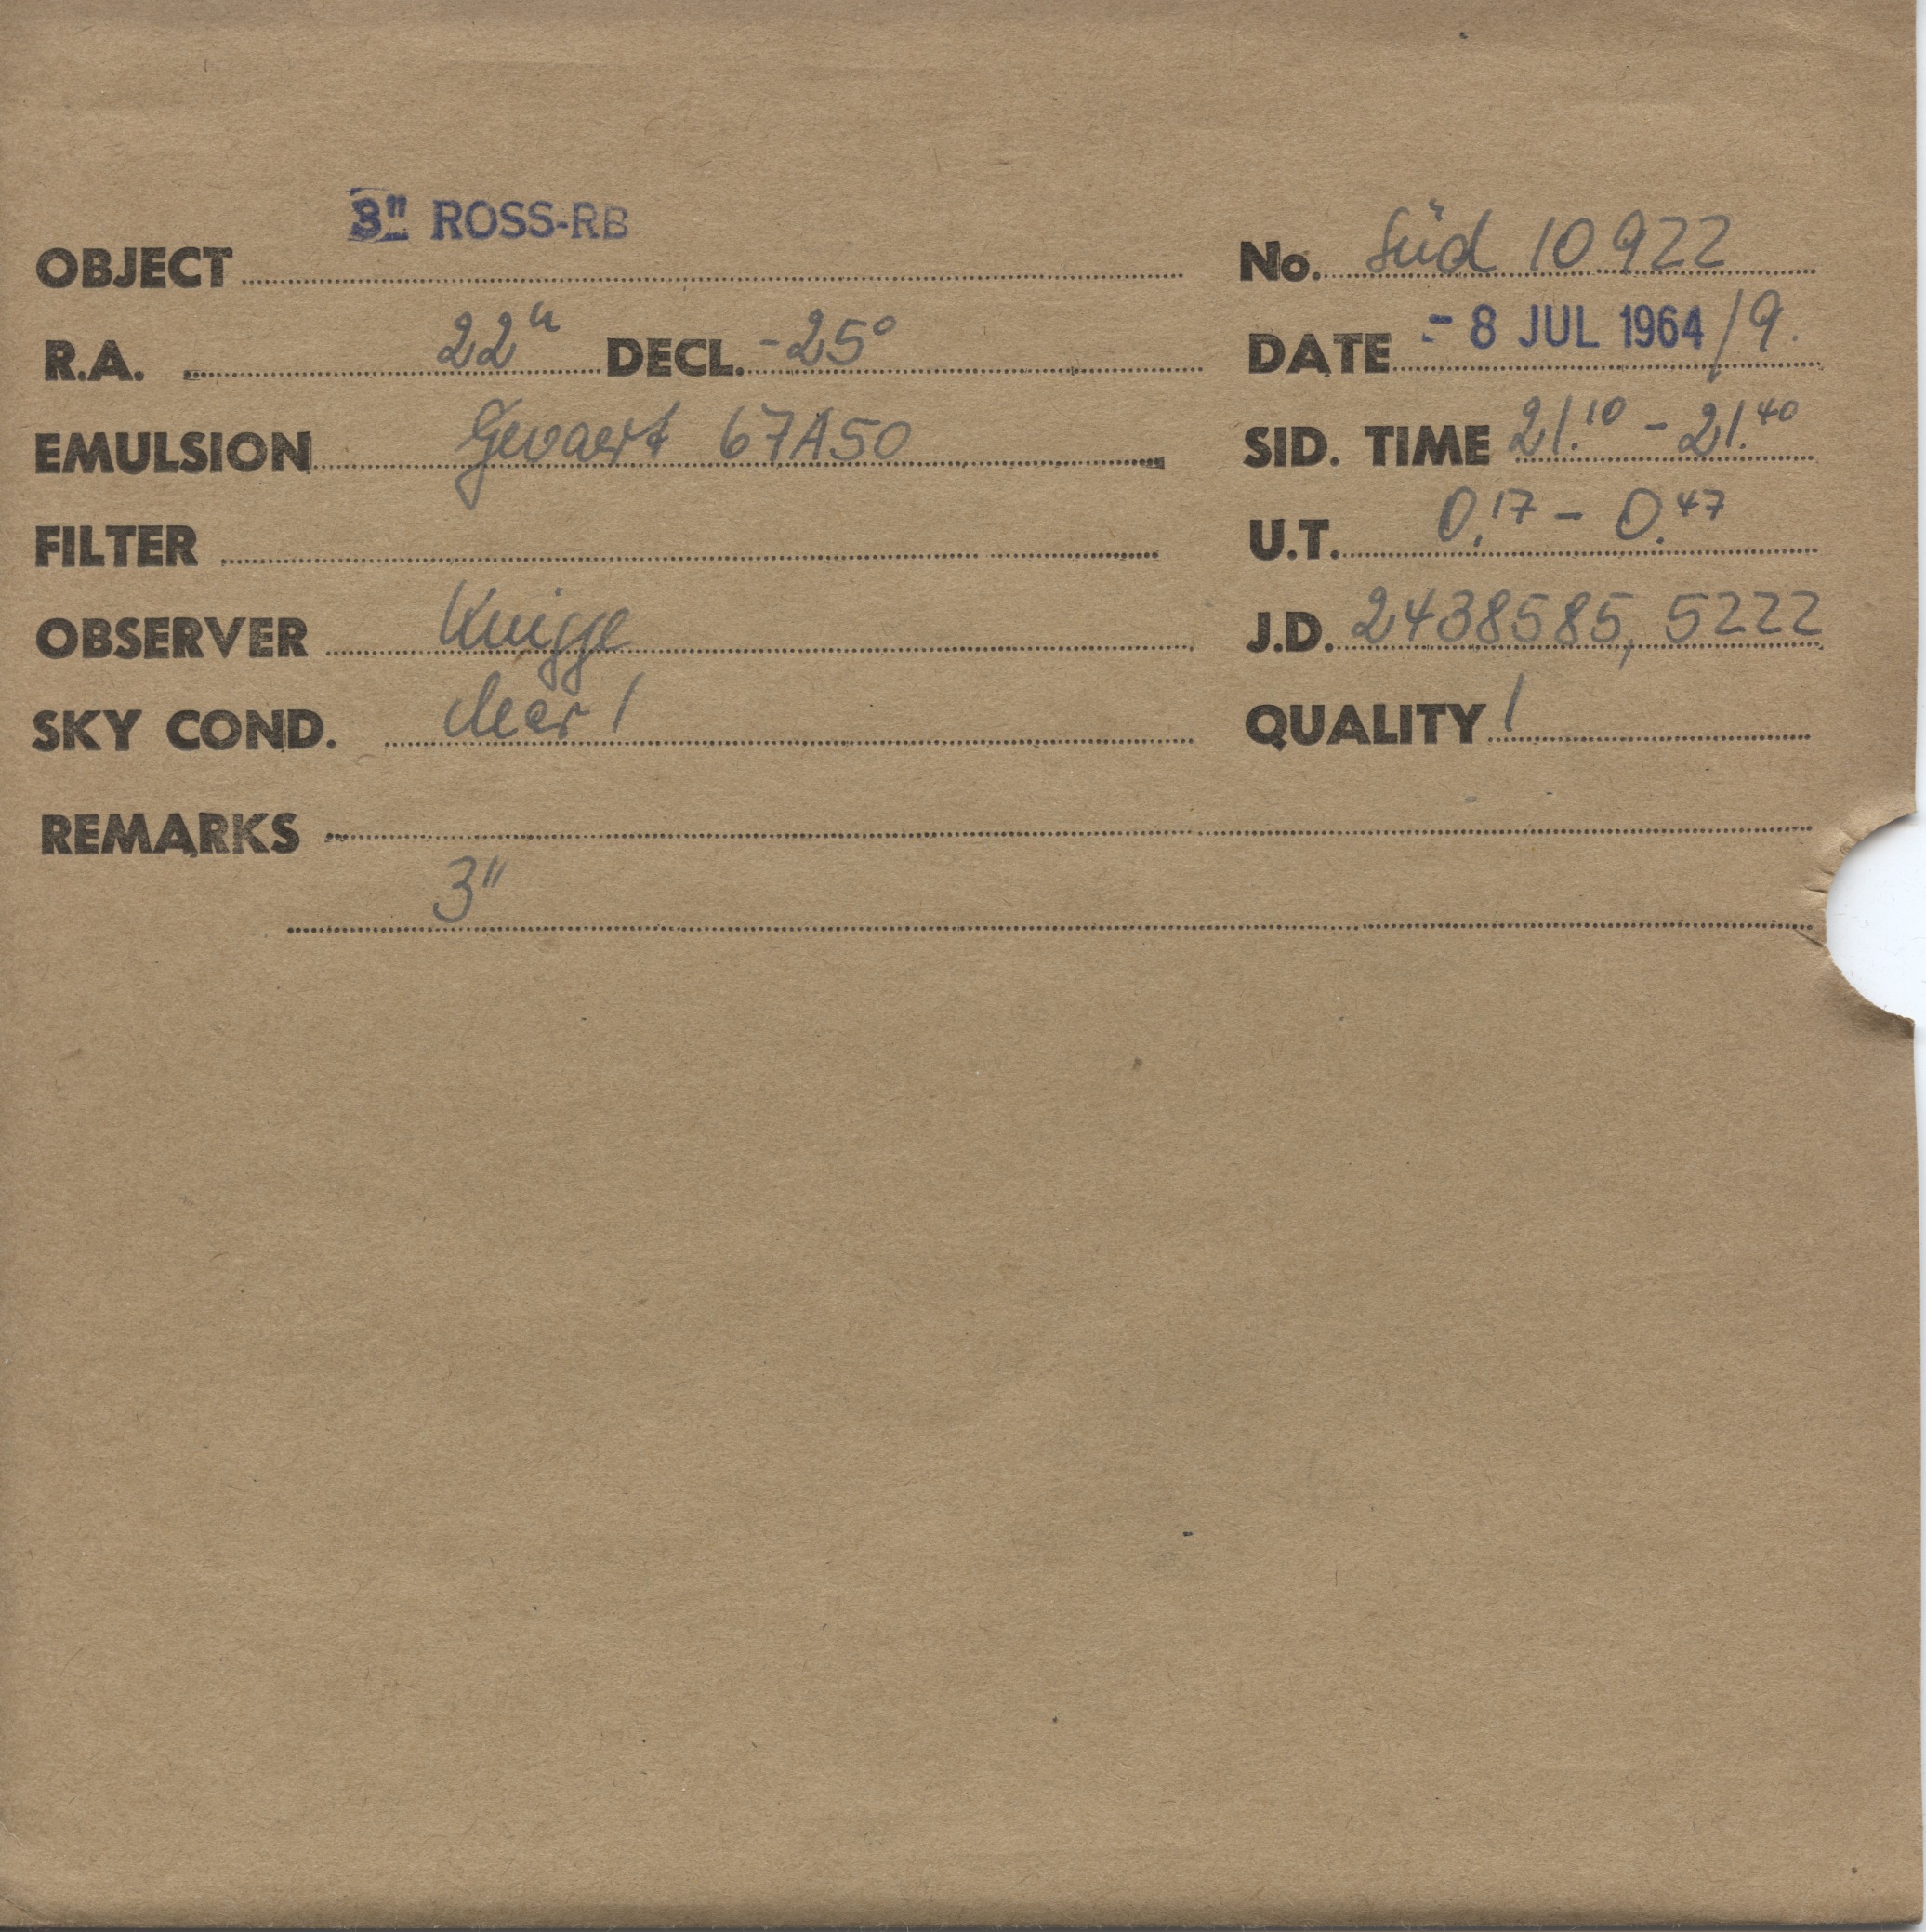 3" ROSS-RB
OBJECT No. Süd 10922
R.A. 22h DECL. -25° DATE - 8 JUL 1964/9.
EMULSION Gevaert 67A50 SID. TIME 21.10 - 21.40
FILTER U.T. 0.17 - 0.47
OBSERVER Knigge J.D. 2438585,5222
SKY COND. clear 1 QUALITY 1
REMARKS
3"